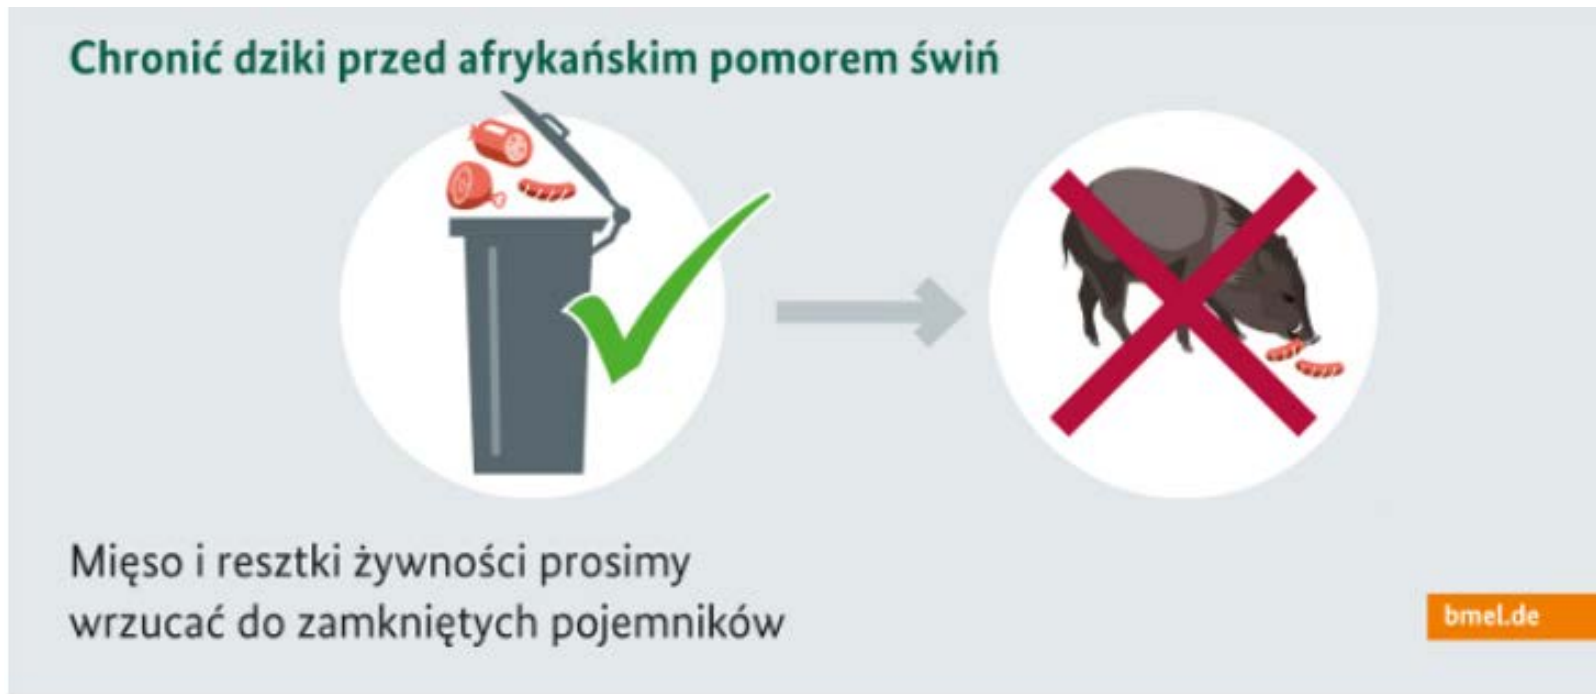 Chronić dziki przed afrykańskim pomorem świń
Mięso i resztki żywności prosimy
wrzucać do zamkniętych pojemników
bmel.de